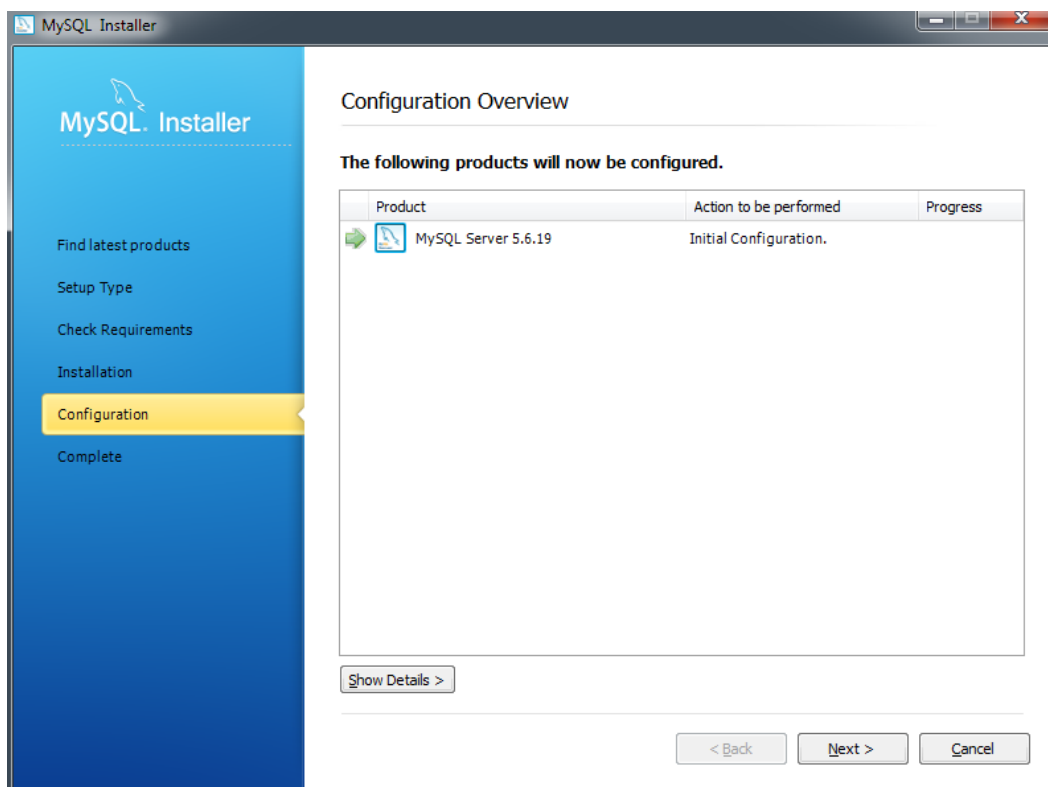 MySQL Installer
MySQL. Installer
Find latest products
Setup Type
Check Requirements
Installation
Configuration
Complete
Configuration Overview
The following products will now be configured.
Product Action to be performed Progress
MySQL Server 5.6.19 Initial Configuration.
Show Details >
< Back Next > Cancel